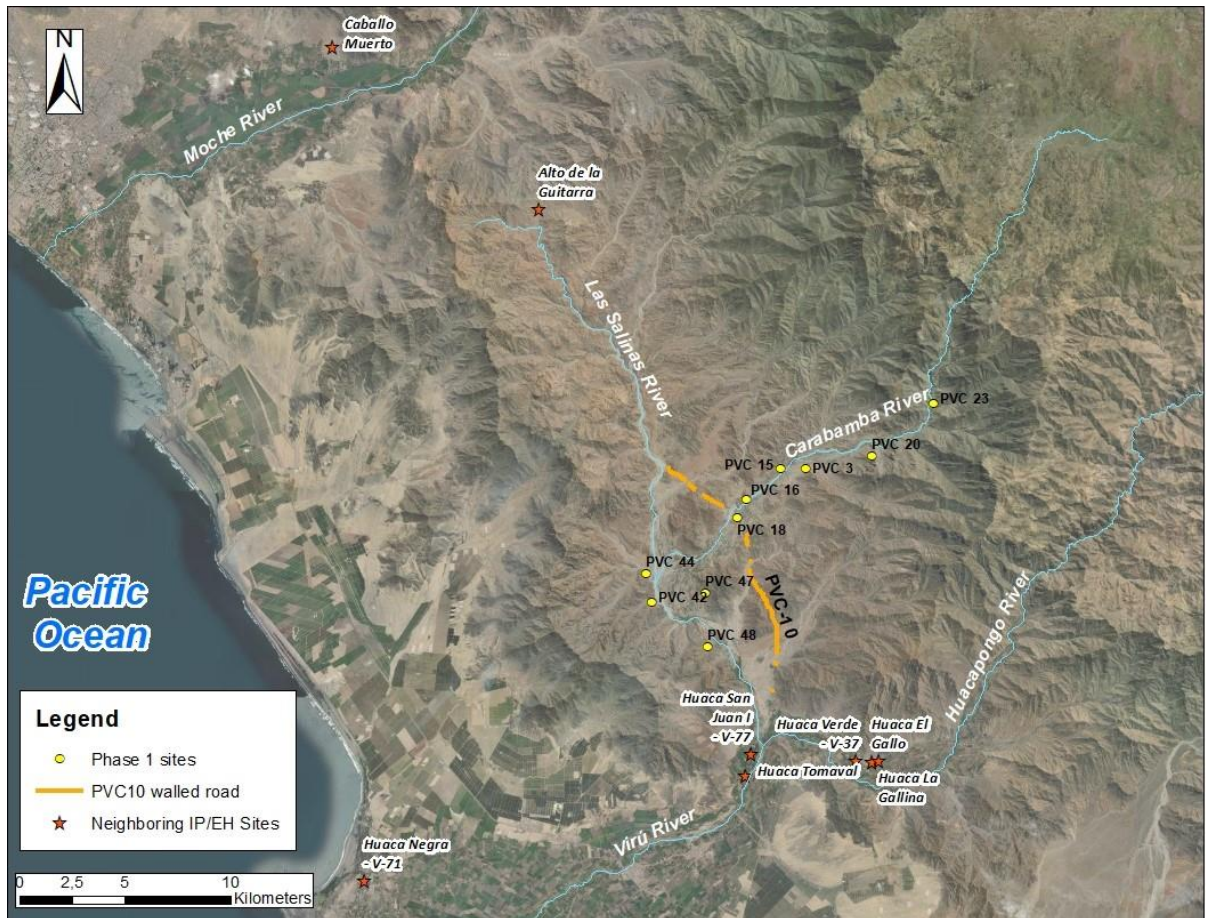 N
Caballo
Muerto
Moche River
Alto de la
Guitarra
Las Salinas River
Carabamba River
PVC 23
PVC 20
PVC 15
PVC 3
PVC 16
PVC 18
PVC 44
PVC 47
PVC 42
PVC-10
PVC 48
Huacapongo River
Pacific
Ocean
Huaca San
Juan I
- V-77
Huaca Verde
- V-37
Huaca El
Gallo
Huaca Tomaval
Huaca La
Gallina
Virú River
Huaca Negra
- V-71
Legend
Phase 1 sites
PVC10 walled road
Neighboring IP/EH Sites
0 2,5 5 10
Kilometers